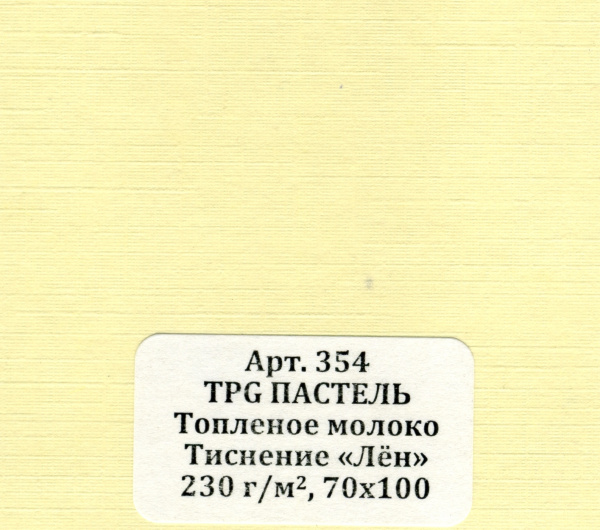 Арт. 354
TPG ПАСТЕЛЬ
Топленое молоко
Тиснение «Лён»
230 г/м², 70х100